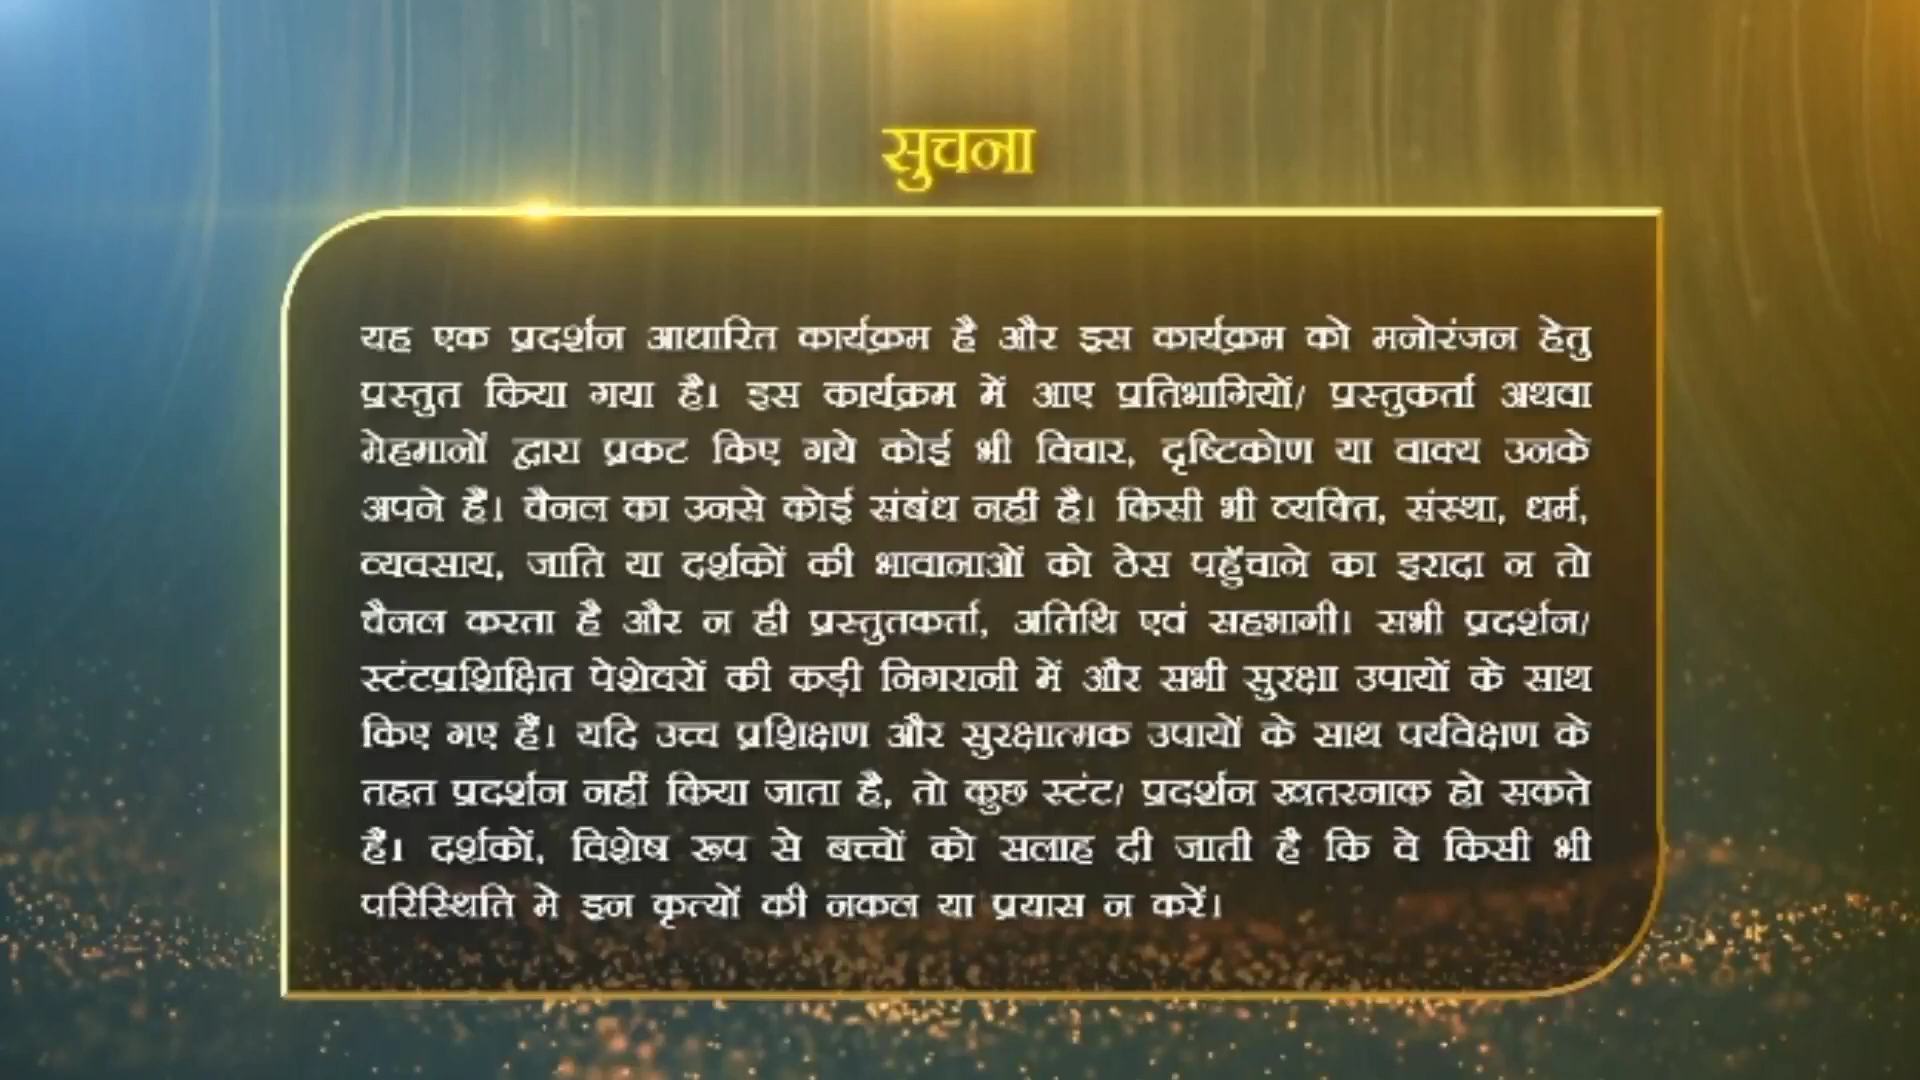 सुचना
यह एक प्रदर्शन आधारित कार्यक्रम है और इस कार्यक्रम को मनोरंजन हेतु
प्रस्तुत किया गया है। इस कार्यक्रम में आए प्रतिभागियों/ प्रस्तुकर्ता अथवा
मेहमानों द्वारा प्रकट किए गये कोई भी विचार, दृष्टिकोण या वाक्य उनके
अपने हैं। चैनल का उनसे कोई संबंध नहीं है। किसी भी व्यक्ति, संस्था, धर्म,
व्यवसाय, जाति या दर्शकों की भावानाओं को ठेस पहुँचाने का इरादा न तो
चैनल करता है और न ही प्रस्तुतकर्ता, अतिथि एवं सहभागी। सभी प्रदर्शन/
स्टंटप्रशिक्षित पेशेवरों की कड़ी निगरानी में और सभी सुरक्षा उपायों के साथ
किए गए हैं। यदि उच्च प्रशिक्षण और सुरक्षात्मक उपायों के साथ पर्यवेक्षण के
तहत प्रदर्शन नहीं किया जाता है, तो कुछ स्टंट/ प्रदर्शन खतरनाक हो सकते
हैं। दर्शकों, विशेष रूप से बच्चों को सलाह दी जाती है कि वे किसी भी
परिस्थिति मे इन कृत्यों की नकल या प्रयास न करें।